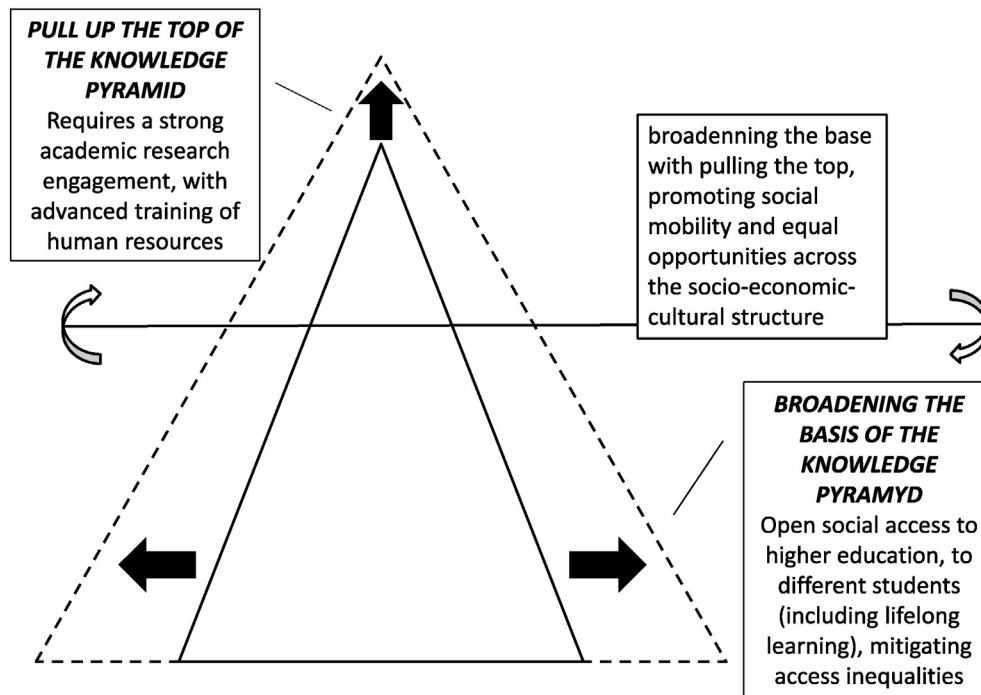 PULL UP THE TOP OF
THE KNOWLEDGE
PYRAMID
Requires a strong
academic research
engagement, with
advanced training of
human resources
broadenning the base
with pulling the top,
promoting social
mobility and equal
opportunities across
the socio-economic-
cultural structure
BROADENING THE
BASIS OF THE
KNOWLEDGE
PYRAMYD
Open social access to
higher education, to
different students
(including lifelong
learning), mitigating
access inequalities